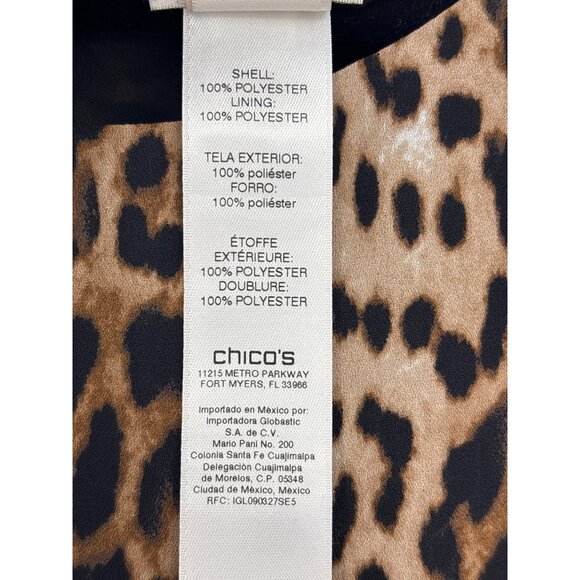 SHELL:
100% POLYESTER
LINING:
100% POLYESTER
TELA EXTERIOR:
100% poliéster
FORRO:
100% poliéster
ÉTOFFE
EXTÉRIEURE:
100% POLYESTER
DOUBLURE:
100% POLYESTER
chico's
11215 METRO PARKWAY
FORT MYERS, FL 33966
Importado en México por:
Importadora Globastic
S.A. de C.V.
Mario Pani No. 200
Colonia Santa Fe Cuajimalpa
Delegación Cuajimalpa
de Morelos, C.P. 05348
Ciudad de México, México
RFC: IGL090327SE5